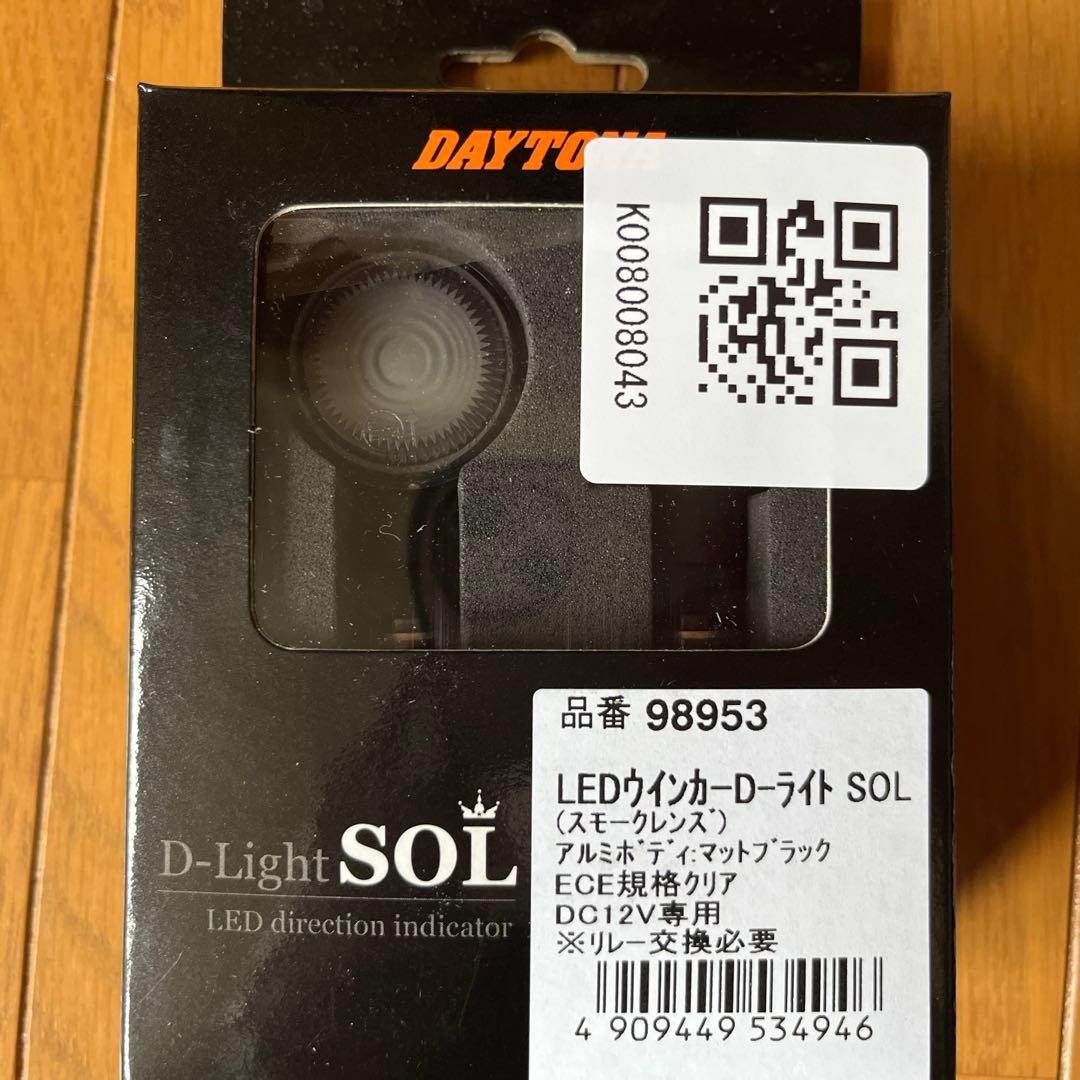 DAYTONA
K008008043
品番 98953
LEDウインカーD-ライト SOL
(スモークレンズ)
アルミボディ:マットブラック
ECE規格クリア
DC12V専用
※リレー交換必要
4 909449 534946
D-Light SOL
LED direction indicator